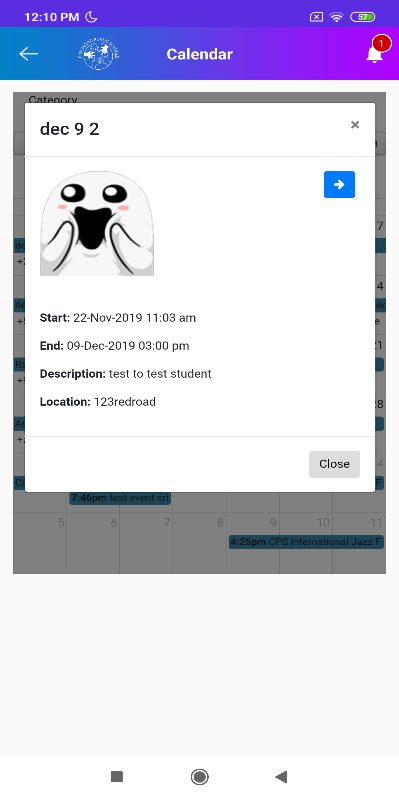 12:10 PM
57
Calendar
1
Category
dec 9 2
×
Start: 22-Nov-2019 11:03 am
End: 09-Dec-2019 03:00 pm
Description: test to test student
Location: 123redroad
Close
7:46pm test event cri
5 6 7 8 9 10 11
4:25pm CPS International Jazz F